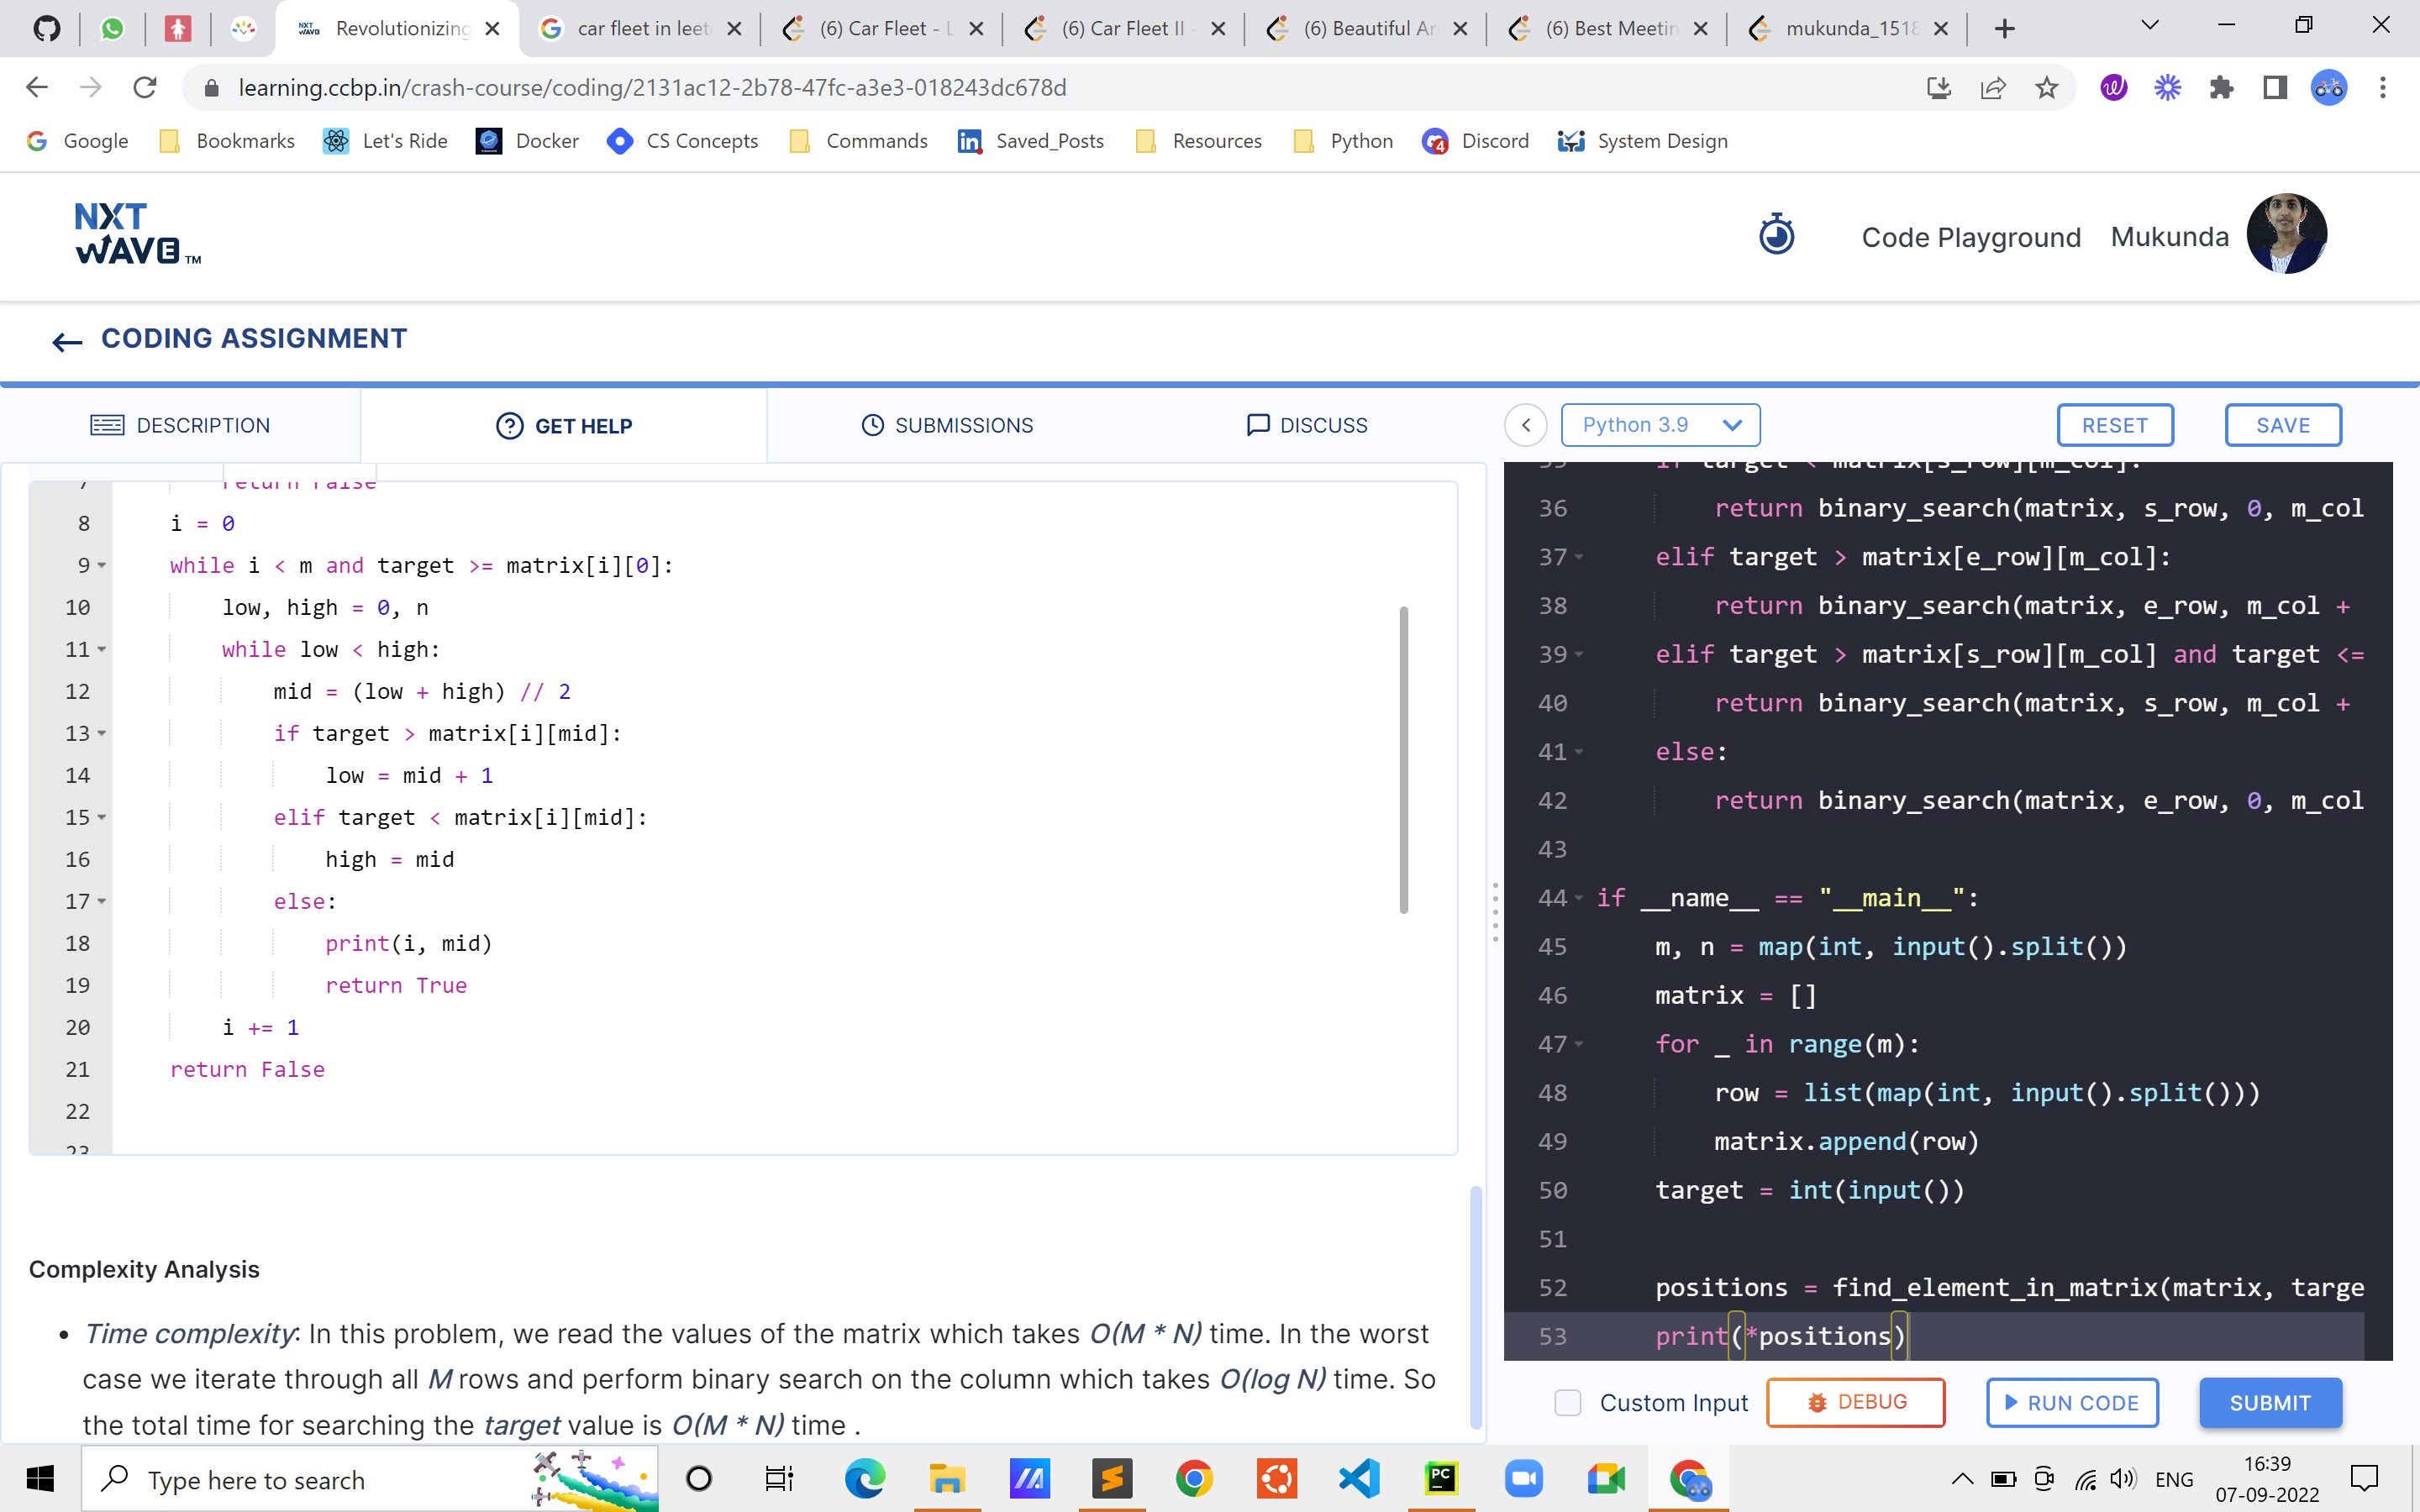 Revolutionizing
car fleet in leet
(6) Car Fleet - L
(6) Car Fleet II -
(6) Beautiful Ar
(6) Best Meetin
mukunda_1518
learning.ccbp.in/crash-course/coding/2131ac12-2b78-47fc-a3e3-018243dc678d
Google Bookmarks Let's Ride Docker CS Concepts Commands Saved_Posts Resources Python Discord System Design
NXT
WAVE TM
Code Playground Mukunda
CODING ASSIGNMENT
DESCRIPTION GET HELP SUBMISSIONS DISCUSS
Python 3.9 RESET SAVE
7 return False
8 i = 0
9 while i < m and target >= matrix[i][0]:
10 low, high = 0, n
11 while low < high:
12 mid = (low + high) // 2
13 if target > matrix[i][mid]:
14 low = mid + 1
15 elif target < matrix[i][mid]:
16 high = mid
17 else:
18 print(i, mid)
19 return True
20 i += 1
21 return False
22
23
Complexity Analysis
• Time complexity: In this problem, we read the values of the matrix which takes O(M * N) time. In the worst
case we iterate through all M rows and perform binary search on the column which takes O(log N) time. So
the total time for searching the target value is O(M * N) time .
35 if target < matrix[s_row][m_col]:
36 return binary_search(matrix, s_row, 0, m_col
37 elif target > matrix[e_row][m_col]:
38 return binary_search(matrix, e_row, m_col +
39 elif target > matrix[s_row][m_col] and target <=
40 return binary_search(matrix, s_row, m_col +
41 else:
42 return binary_search(matrix, e_row, 0, m_col
43
44 if __name__ == "__main__":
45 m, n = map(int, input().split())
46 matrix = []
47 for _ in range(m):
48 row = list(map(int, input().split()))
49 matrix.append(row)
50 target = int(input())
51
52 positions = find_element_in_matrix(matrix, targe
53 print(*positions)
Custom Input DEBUG RUN CODE SUBMIT
Type here to search
ENG
16:39
07-09-2022